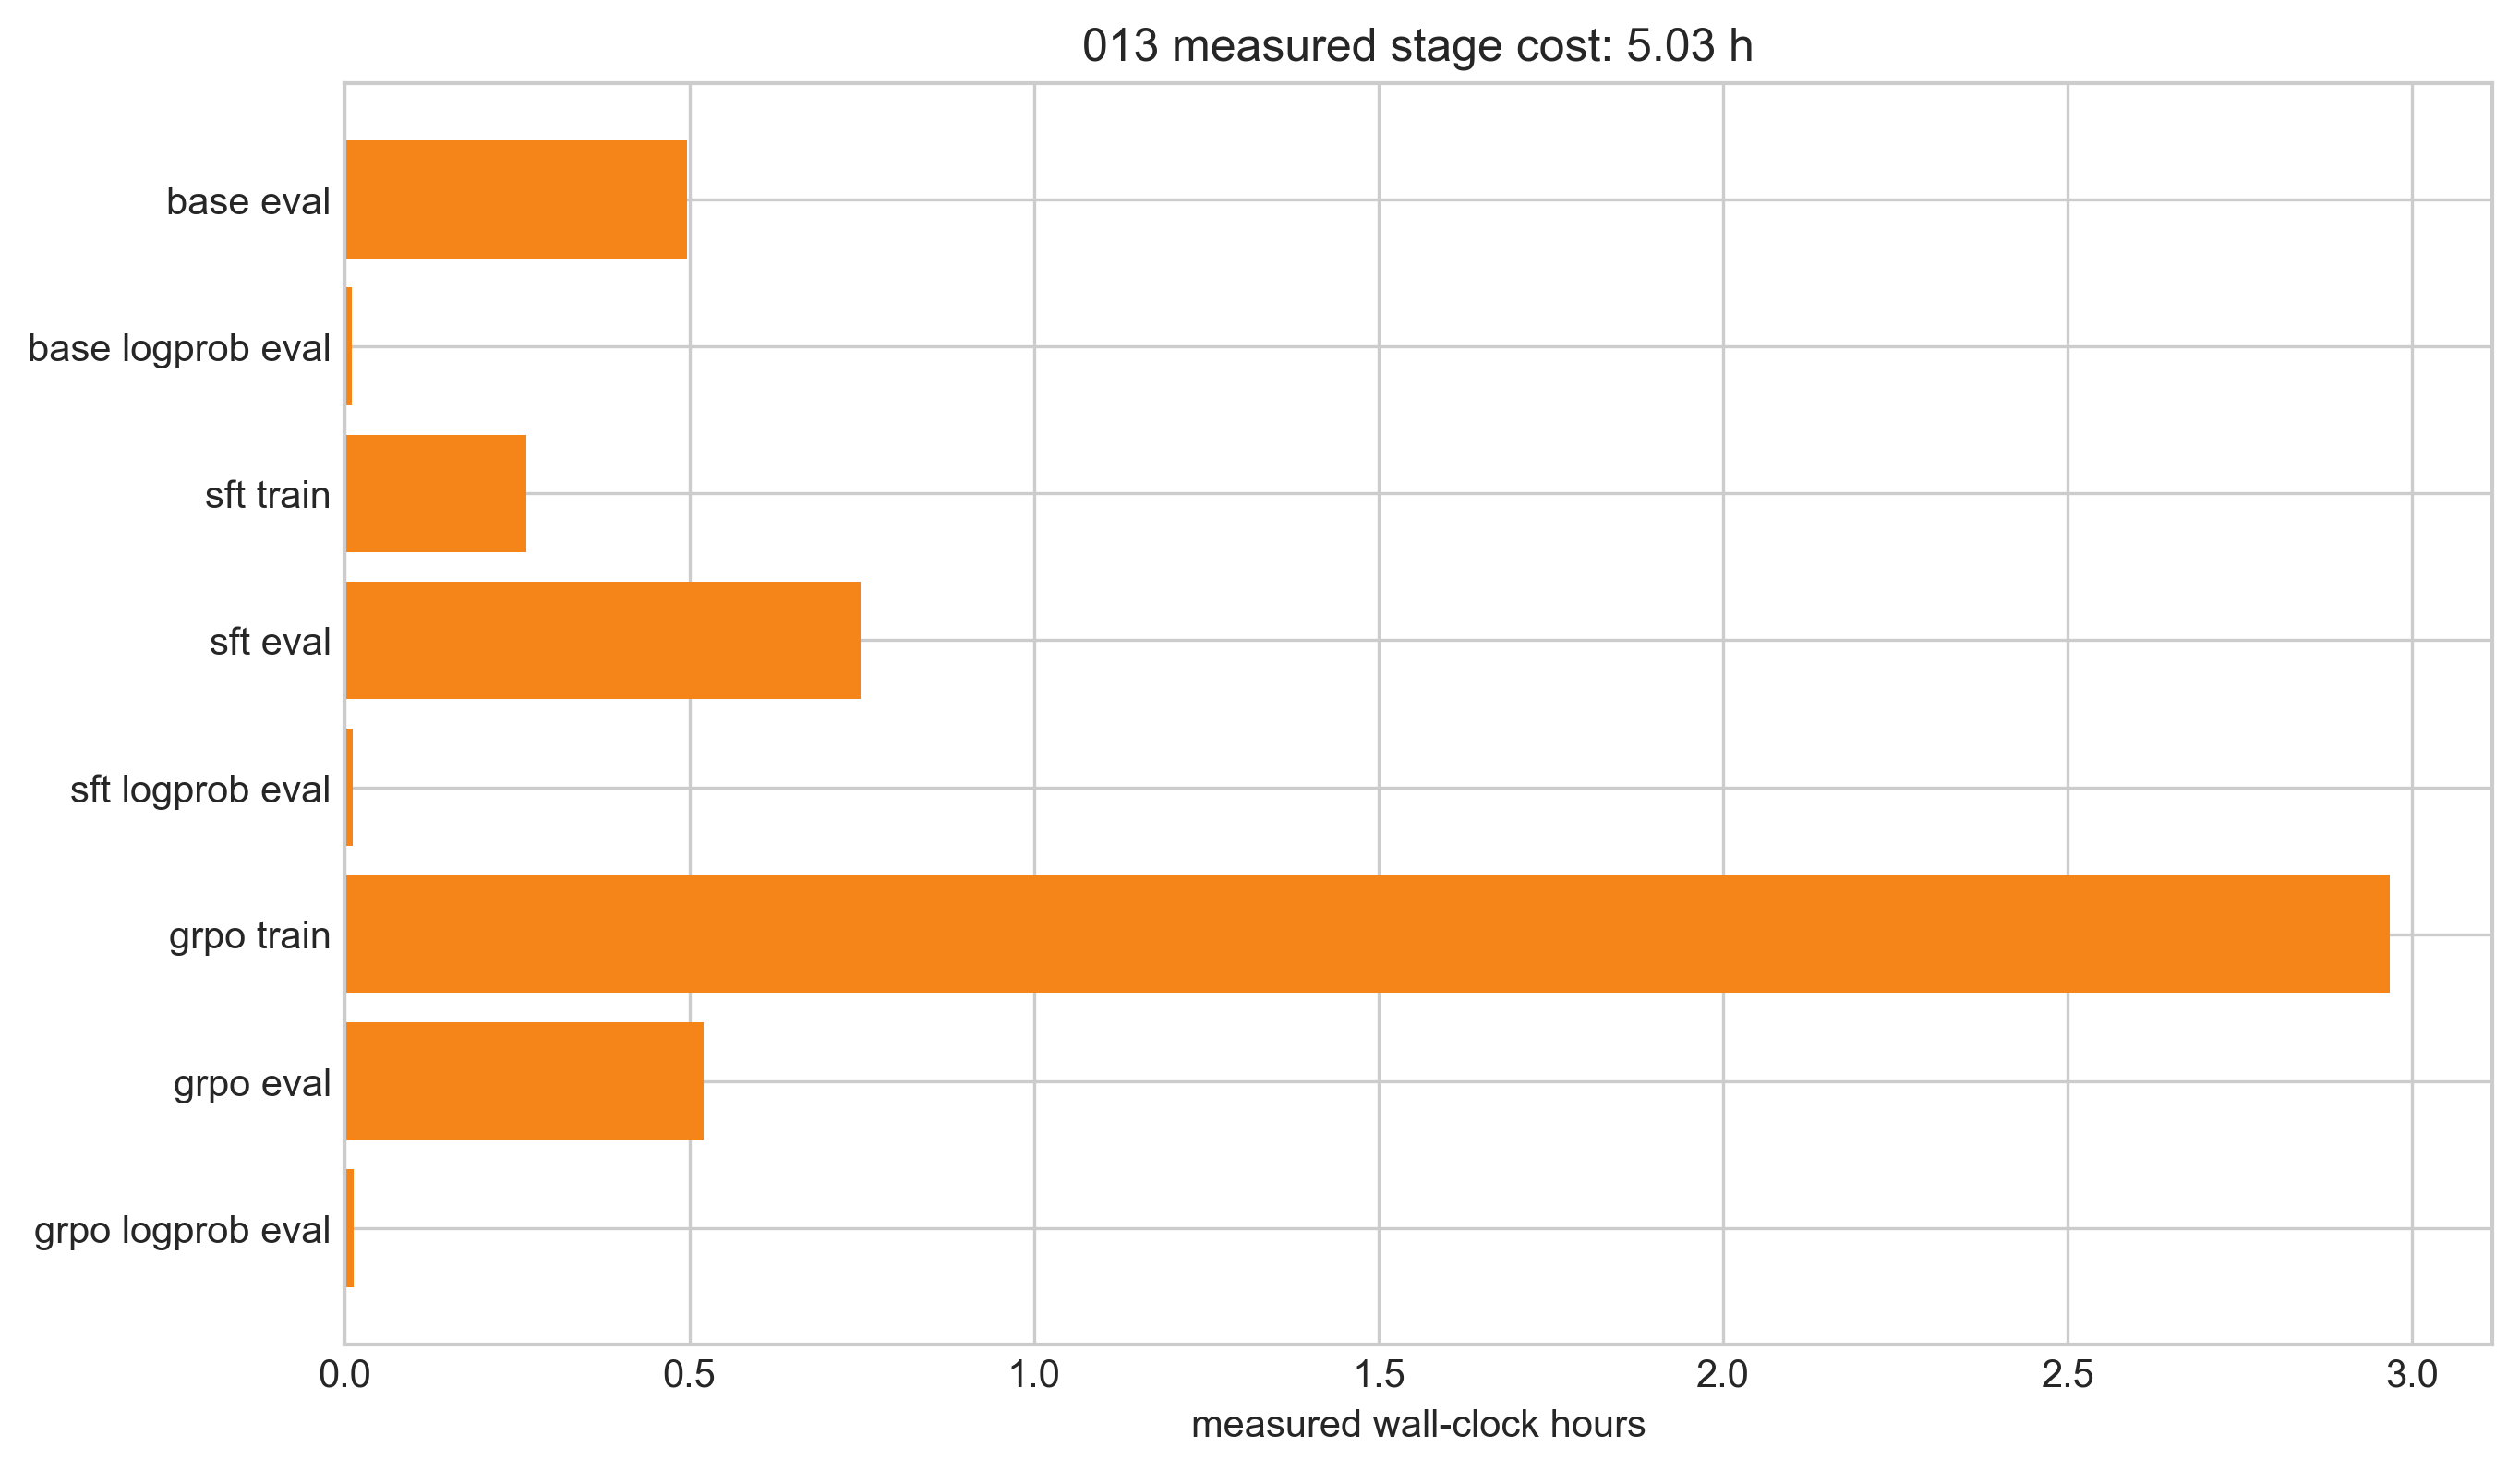 013 measured stage cost: 5.03 h
base eval
base logprob eval
sft train
sft eval
sft logprob eval
grpo train
grpo eval
grpo logprob eval
0.0 0.5 1.0 1.5 2.0 2.5 3.0
measured wall-clock hours